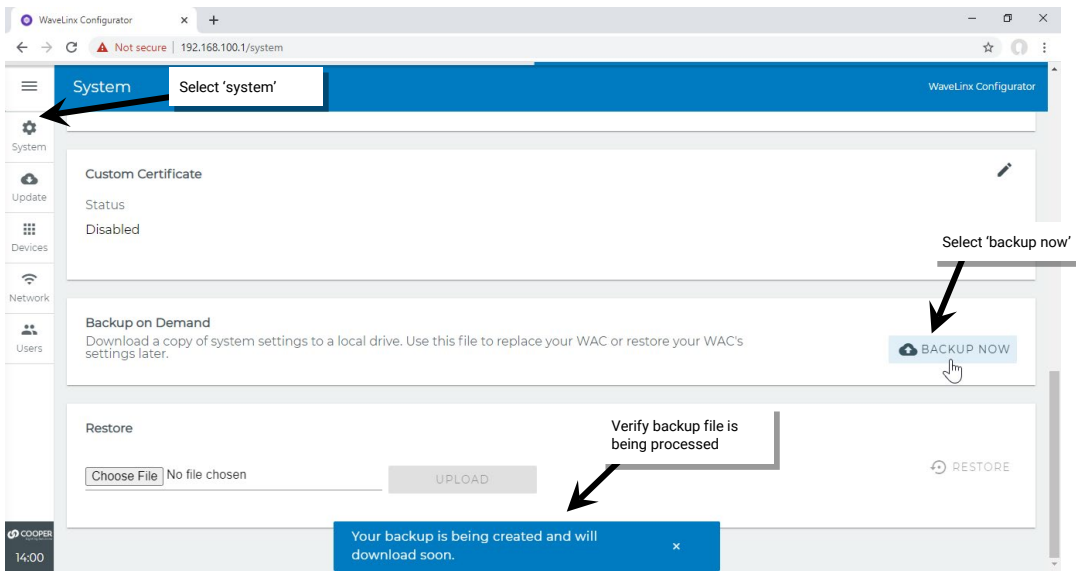 WaveLinx Configurator
Not secure | 192.168.100.1/system
System
Select ‘system’
WaveLinx Configurator
System
Update
Devices
Network
Users
Custom Certificate
Status
Disabled
Select ‘backup now’
Backup on Demand
Download a copy of system settings to a local drive. Use this file to replace your WAC or restore your WAC's
settings later.
BACKUP NOW
Restore
Choose File No file chosen
UPLOAD
Verify backup file is
being processed
RESTORE
Your backup is being created and will
download soon.
COOPER
14:00